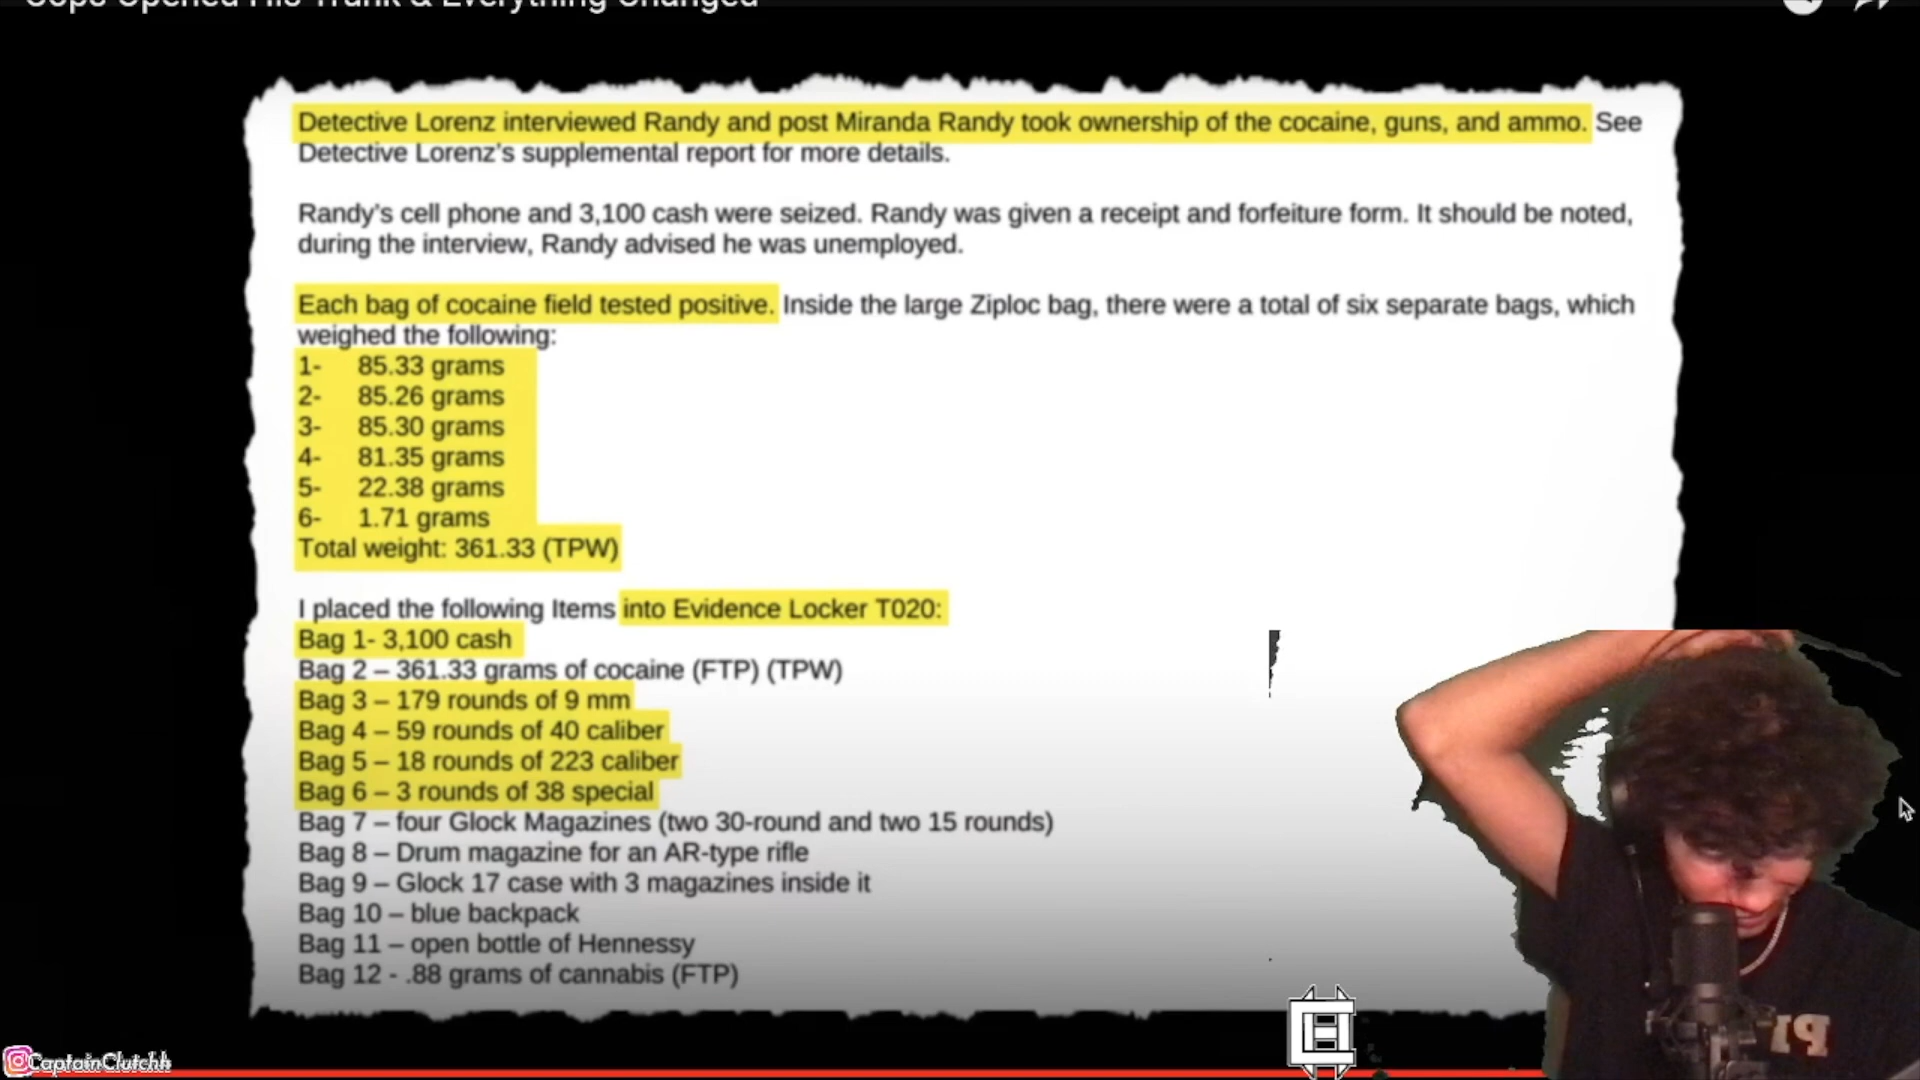 Cops Opened His Trunk & Everything Changed
Detective Lorenz interviewed Randy and post Miranda Randy took ownership of the cocaine, guns, and ammo. See
Detective Lorenz's supplemental report for more details.
Randy's cell phone and 3,100 cash were seized. Randy was given a receipt and forfeiture form. It should be noted,
during the interview, Randy advised he was unemployed.
Each bag of cocaine field tested positive. Inside the large Ziploc bag, there were a total of six separate bags, which
weighed the following:
1- 85.33 grams
2- 85.26 grams
3- 85.30 grams
4- 81.35 grams
5- 22.38 grams
6- 1.71 grams
Total weight: 361.33 (TPW)
I placed the following Items into Evidence Locker T020:
Bag 1- 3,100 cash
Bag 2 – 361.33 grams of cocaine (FTP) (TPW)
Bag 3 – 179 rounds of 9 mm
Bag 4 – 59 rounds of 40 caliber
Bag 5 – 18 rounds of 223 caliber
Bag 6 – 3 rounds of 38 special
Bag 7 – four Glock Magazines (two 30-round and two 15 rounds)
Bag 8 – Drum magazine for an AR-type rifle
Bag 9 – Glock 17 case with 3 magazines inside it
Bag 10 – blue backpack
Bag 11 – open bottle of Hennessy
Bag 12 - .88 grams of cannabis (FTP)
CaptainClutchh